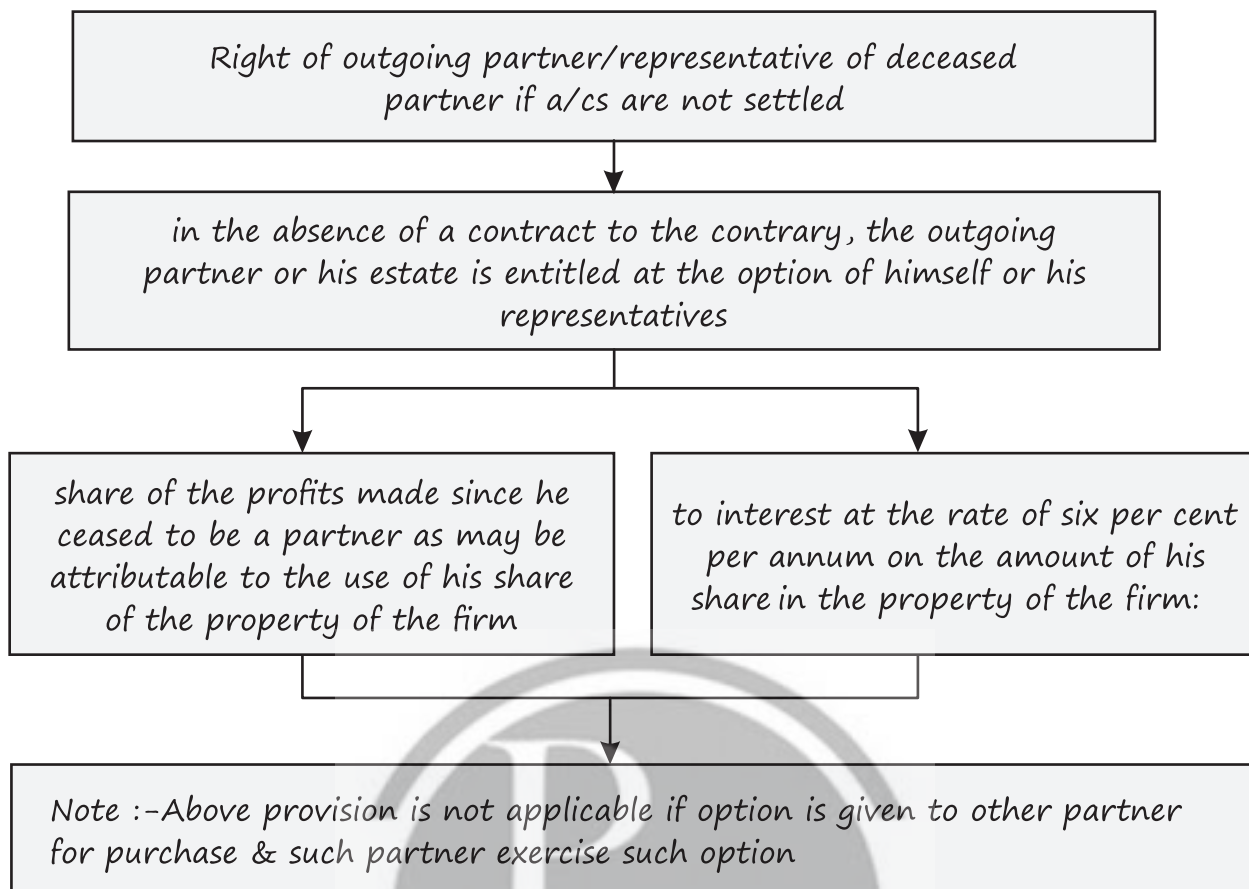 Right of outgoing partner/representative of deceased
partner if a/cs are not settled
in the absence of a contract to the contrary, the outgoing
partner or his estate is entitled at the option of himself or his
representatives
share of the profits made since he
ceased to be a partner as may be
attributable to the use of his share
of the property of the firm
to interest at the rate of six per cent
per annum on the amount of his
share in the property of the firm:
Note :-Above provision is not applicable if option is given to other partner
for purchase & such partner exercise such option
P